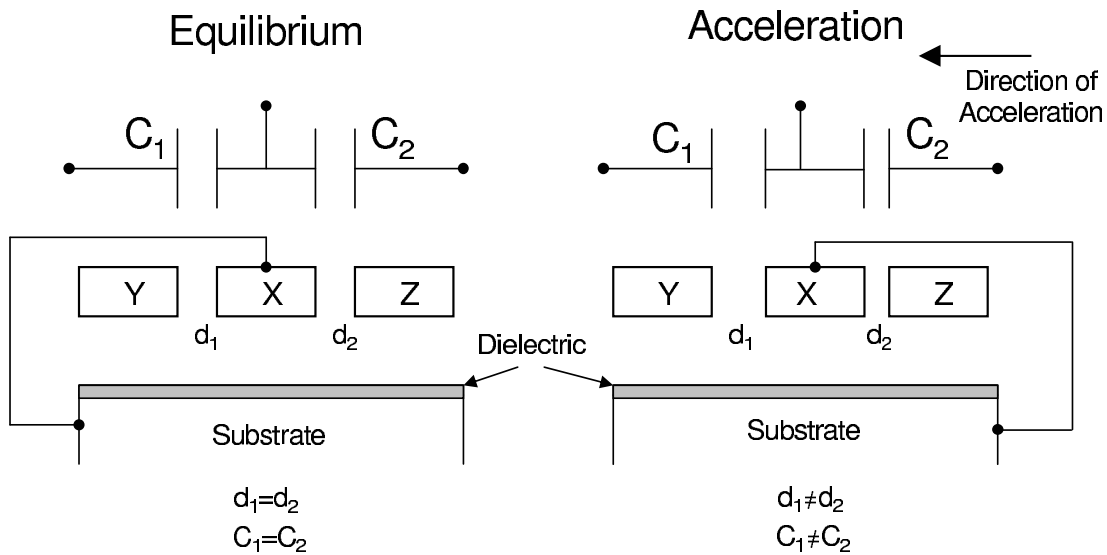 Equilibrium
Acceleration
Direction of
Acceleration
C₁
C₂
C₁
C₂
Y
X
Z
Y
X
Z
d₁
d₂
d₁
d₂
Dielectric
Substrate
Substrate
d₁=d₂
d₁≠d₂
C₁=C₂
C₁≠C₂